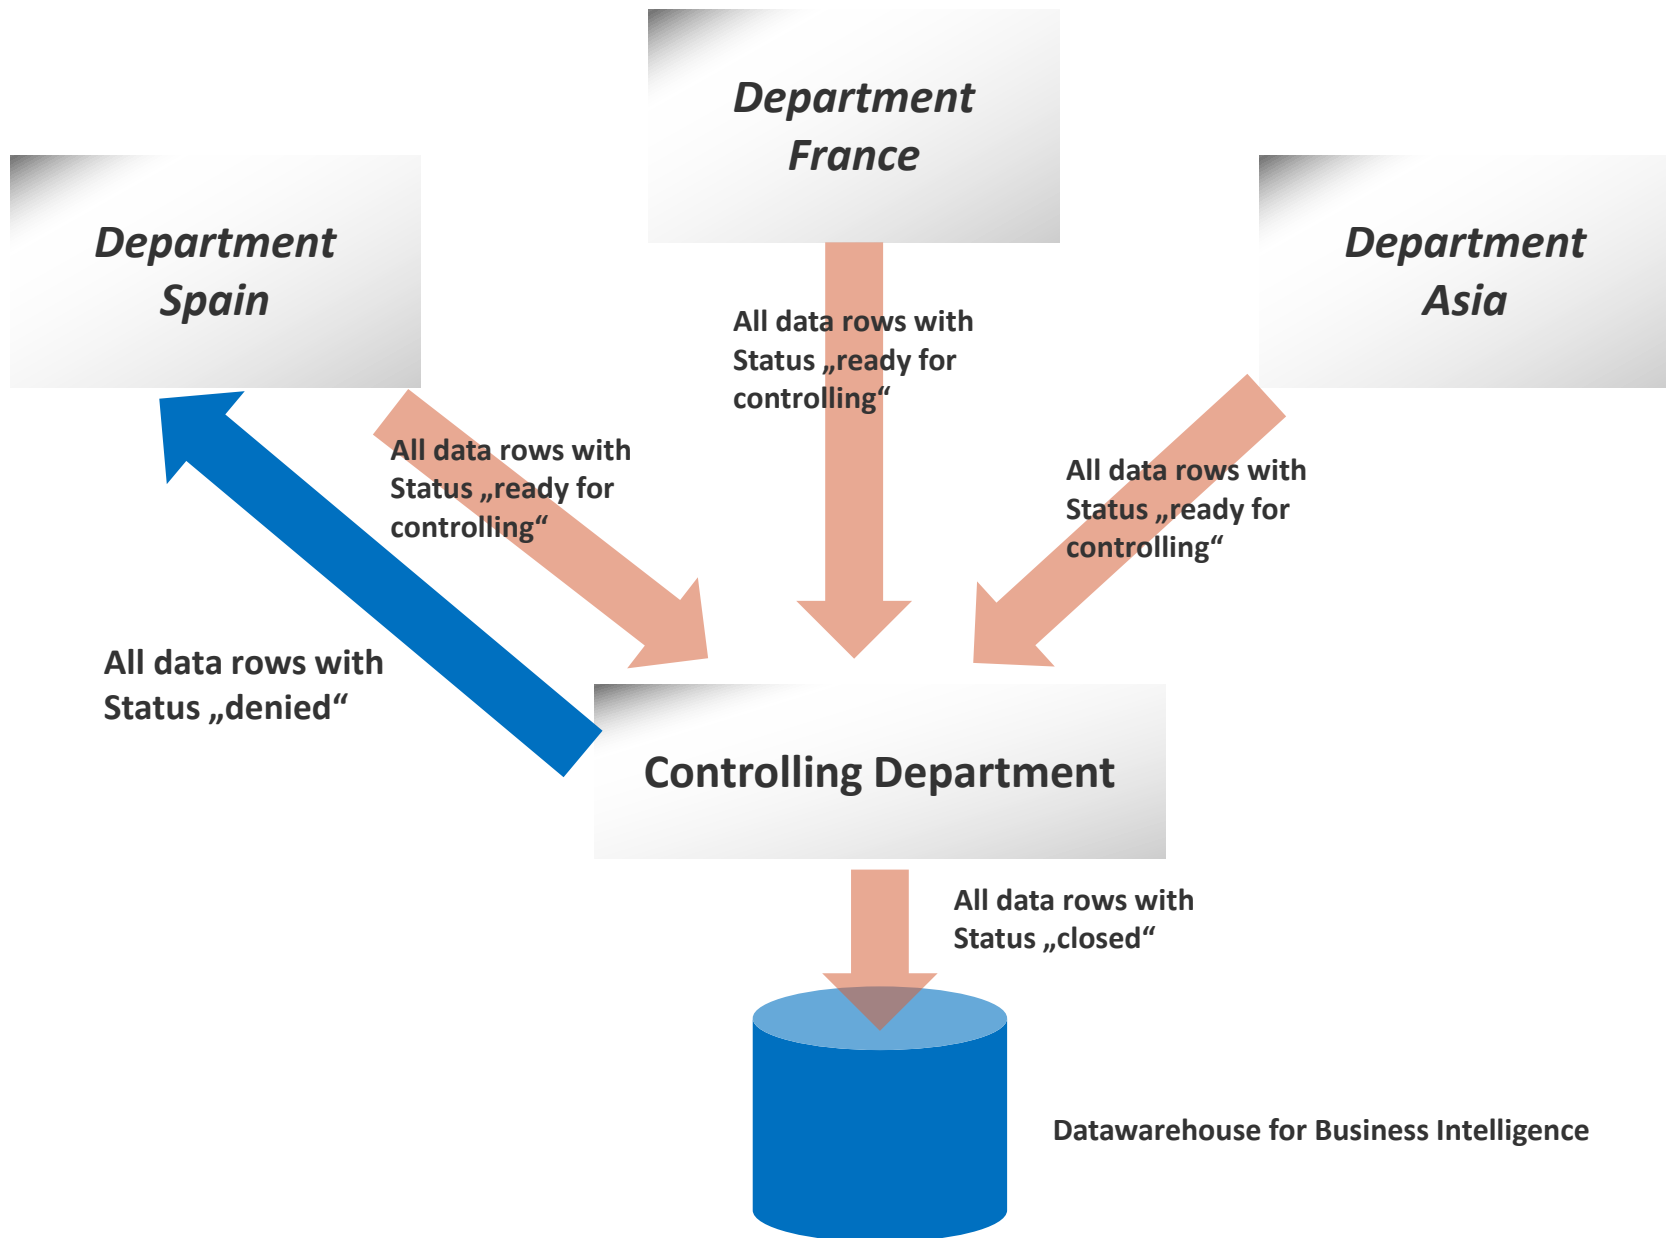 Department
France
Department
Spain
Department
Asia
All data rows with
Status „ready for
controlling“
All data rows with
Status „ready for
controlling“
All data rows with
Status „ready for
controlling“
All data rows with
Status „denied“
Controlling Department
All data rows with
Status „closed“
Datawarehouse for Business Intelligence